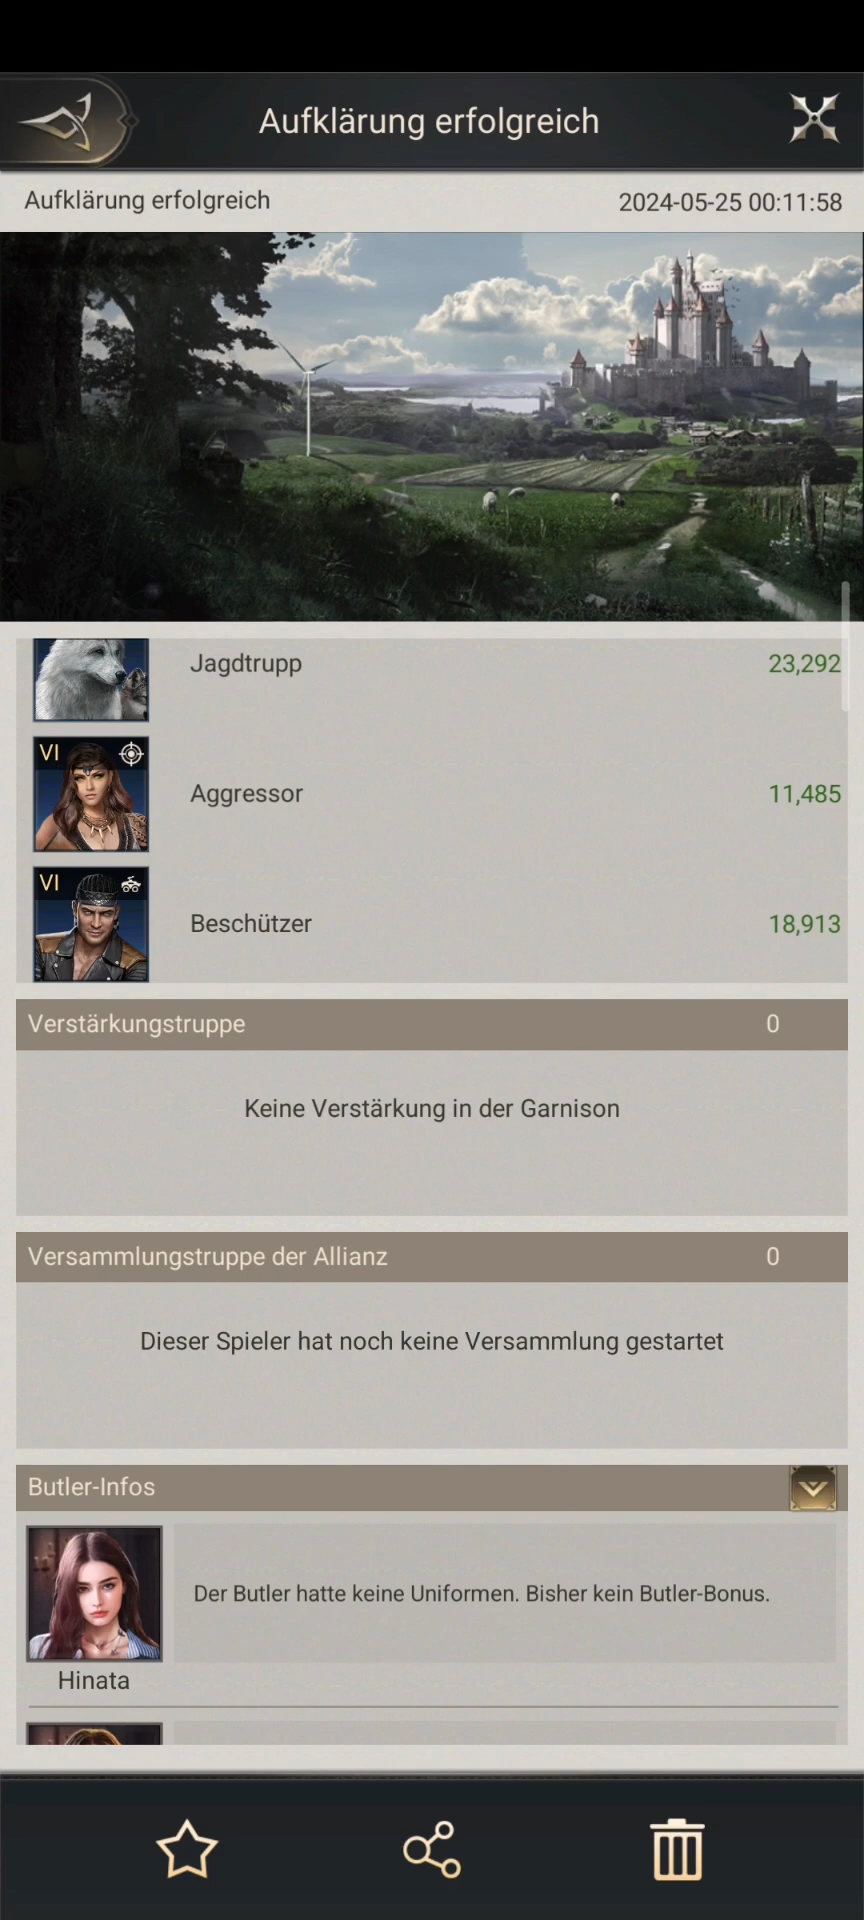 Aufklärung erfolgreich
Aufklärung erfolgreich 2024-05-25 00:11:58
Jagdtrupp 23,292
VI
Aggressor 11,485
VI
Beschützer 18,913
Verstärkungstruppe 0
Keine Verstärkung in der Garnison
Versammlungstruppe der Allianz 0
Dieser Spieler hat noch keine Versammlung gestartet
Butler-Infos
Der Butler hatte keine Uniformen. Bisher kein Butler-Bonus.
Hinata